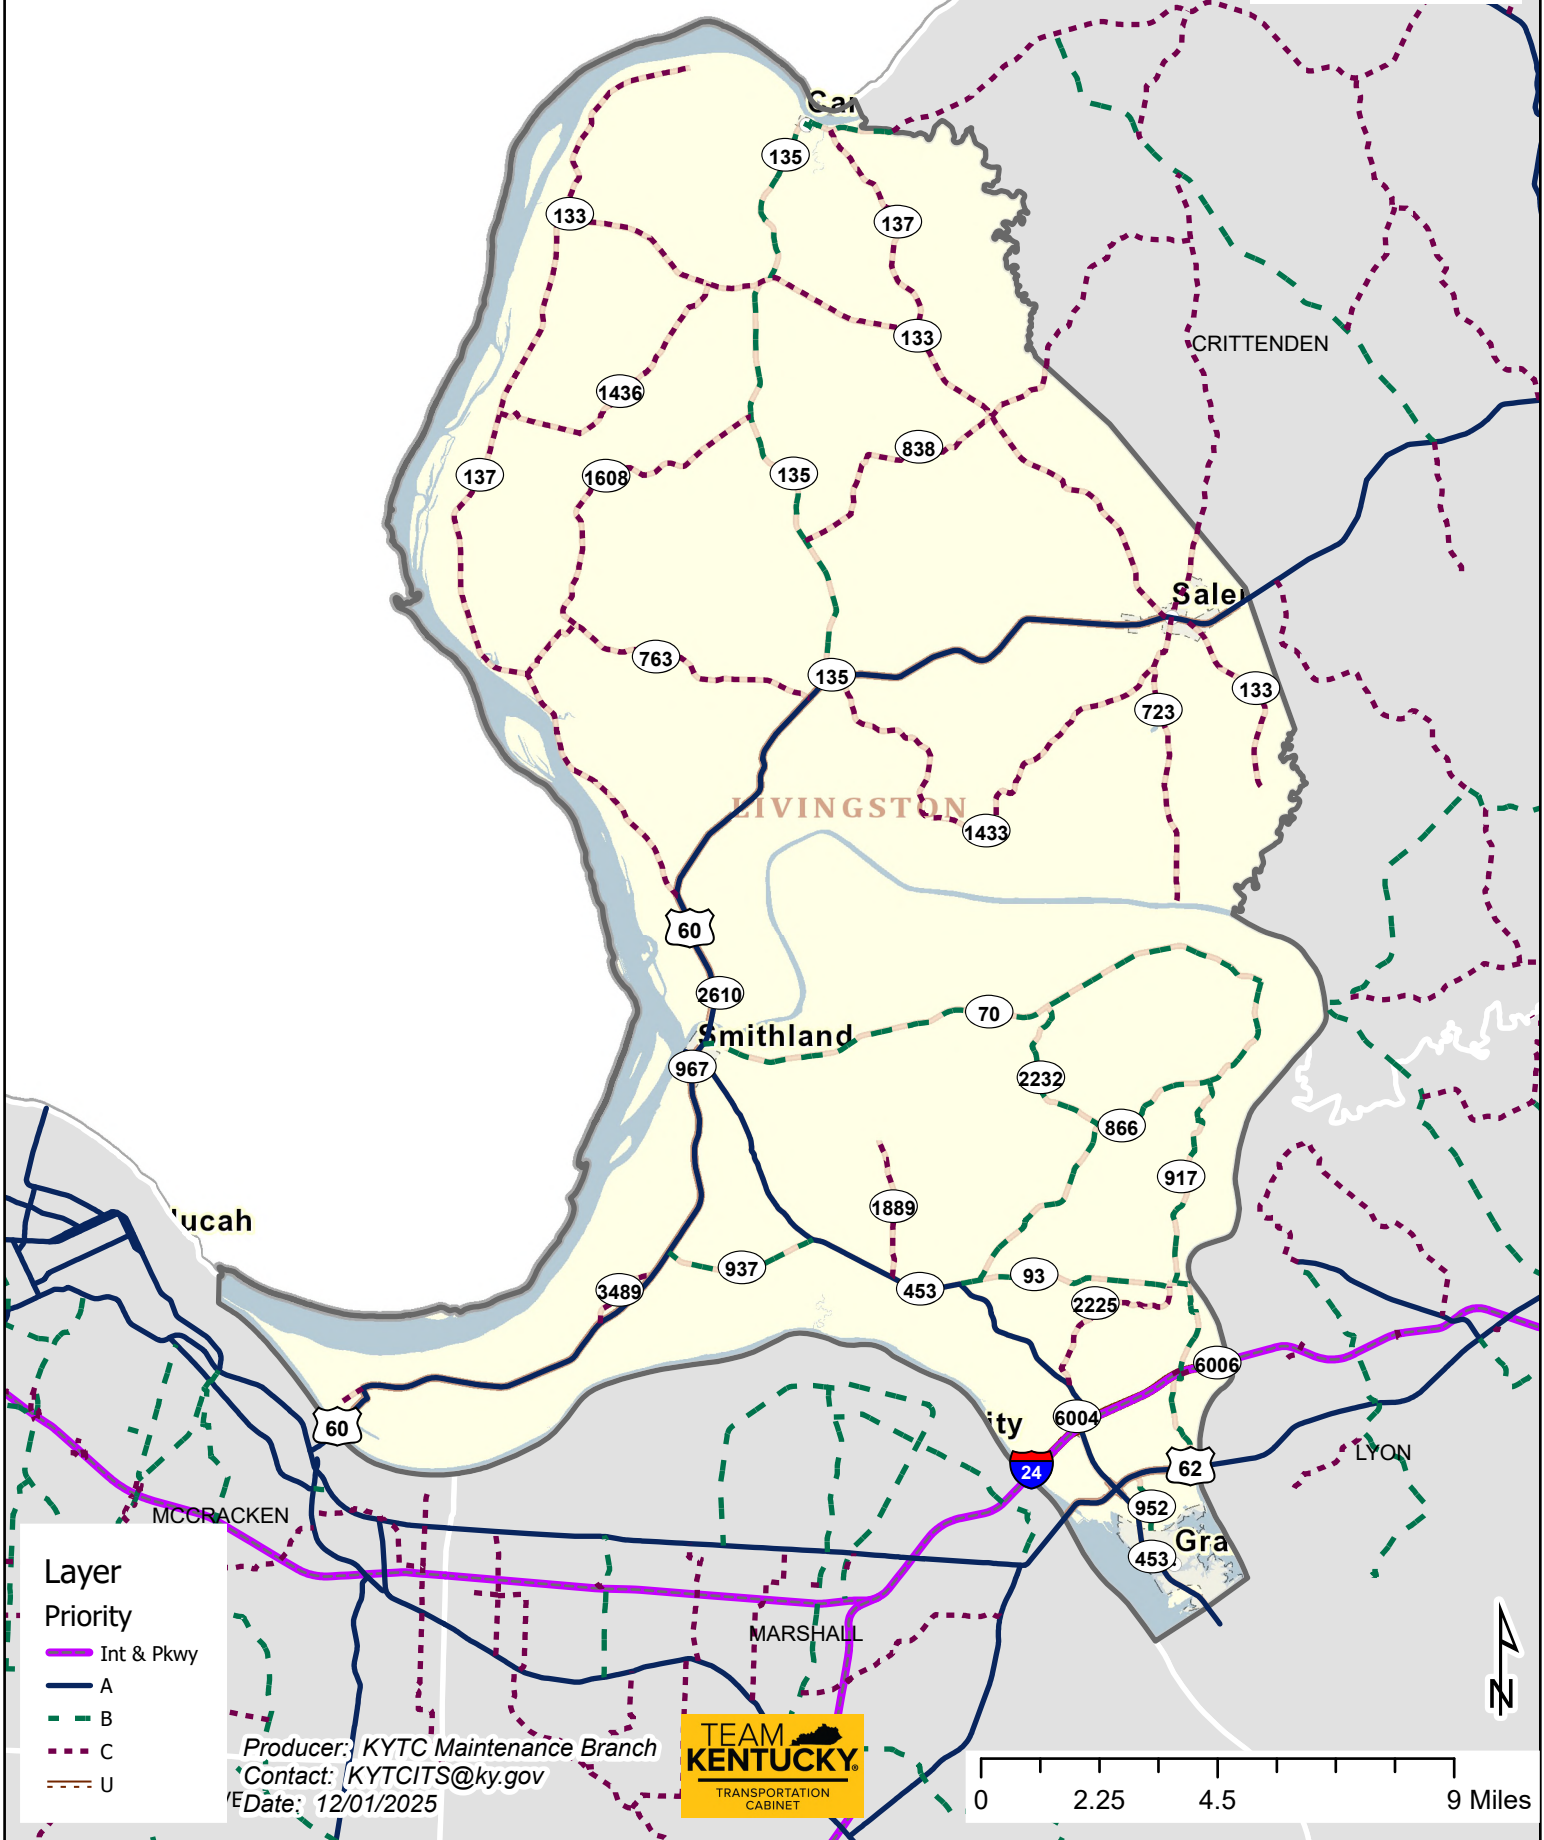 Car
135
133
137
133
CRITTENDEN
1436
838
137
1608
135
Sale
763
135
133
723
LIVINGSTON
1433
60
2610
70
Smithland
967
2232
866
917
1889
ucah
937
93
3489
453
2225
6006
6004
ity
60
LYON
62
24
952
MCCRACKEN
Gra
453
MARSHALL
Layer
Priority
Int & Pkwy
A
B
C
U
Producer: KYTC Maintenance Branch
Contact: KYTCITS@ky.gov
Date: 12/01/2025
TEAM
KENTUCKY
TRANSPORTATION
CABINET
N
0 2.25 4.5 9 Miles